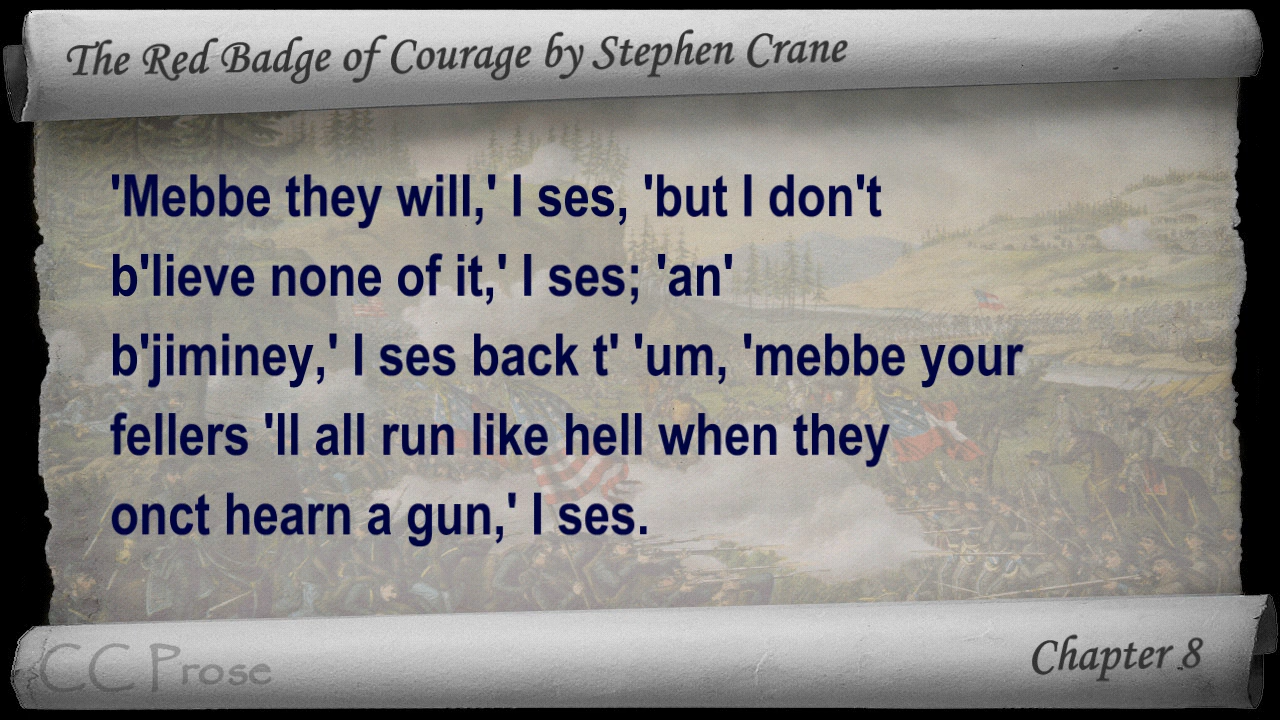 The Red Badge of Courage by Stephen Crane
'Mebbe they will,' I ses, 'but I don't
b'lieve none of it,' I ses; 'an'
b'jiminey,' I ses back t' 'um, 'mebbe your
fellers 'll all run like hell when they
onct hearn a gun,' I ses.
CC Prose
Chapter 8